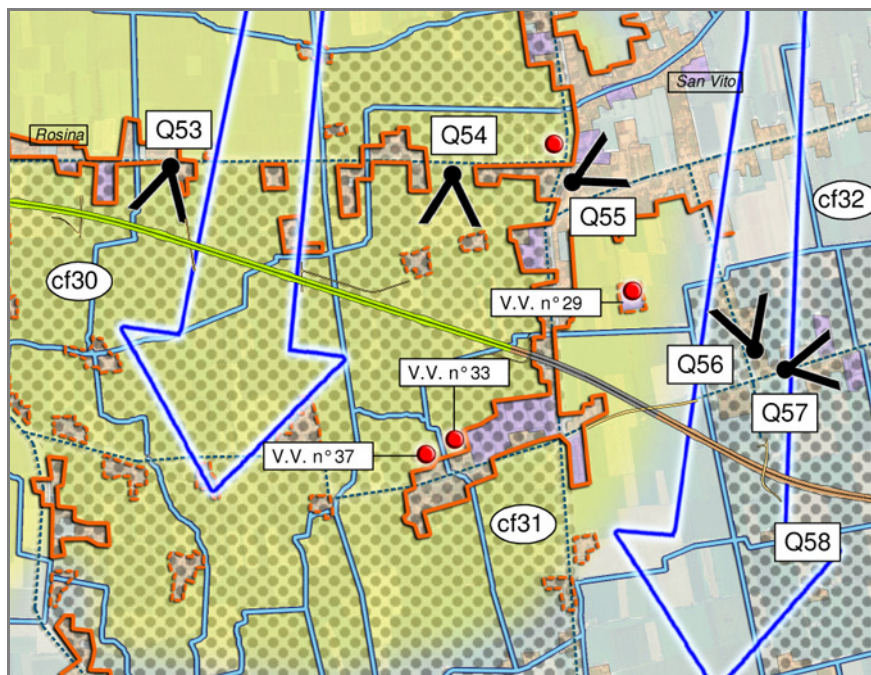 San Vito
Rosina
Q53
Q54
Q55
cf32
cf30
V.V. n°29
Q56
V.V. n°33
Q57
V.V. n°37
cf31
Q58